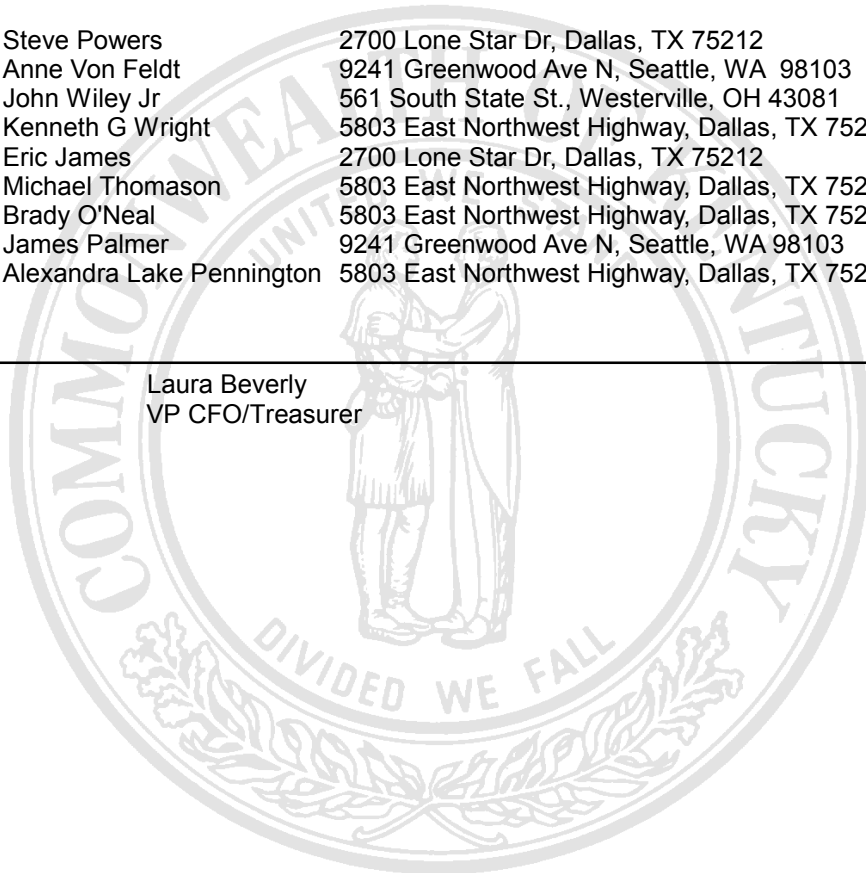 Steve Powers 2700 Lone Star Dr, Dallas, TX 75212
Anne Von Feldt 9241 Greenwood Ave N, Seattle, WA 98103
John Wiley Jr 561 South State St., Westerville, OH 43081
Kenneth G Wright 5803 East Northwest Highway, Dallas, TX 752
Eric James 2700 Lone Star Dr, Dallas, TX 75212
Michael Thomason 5803 East Northwest Highway, Dallas, TX 752
Brady O'Neal 5803 East Northwest Highway, Dallas, TX 752
James Palmer 9241 Greenwood Ave N, Seattle, WA 98103
Alexandra Lake Pennington 5803 East Northwest Highway, Dallas, TX 752
Laura Beverly
VP CFO/Treasurer
COMMONWEALTH OF KENTUCKY
UNITED WE STAND
DIVIDED WE FALL